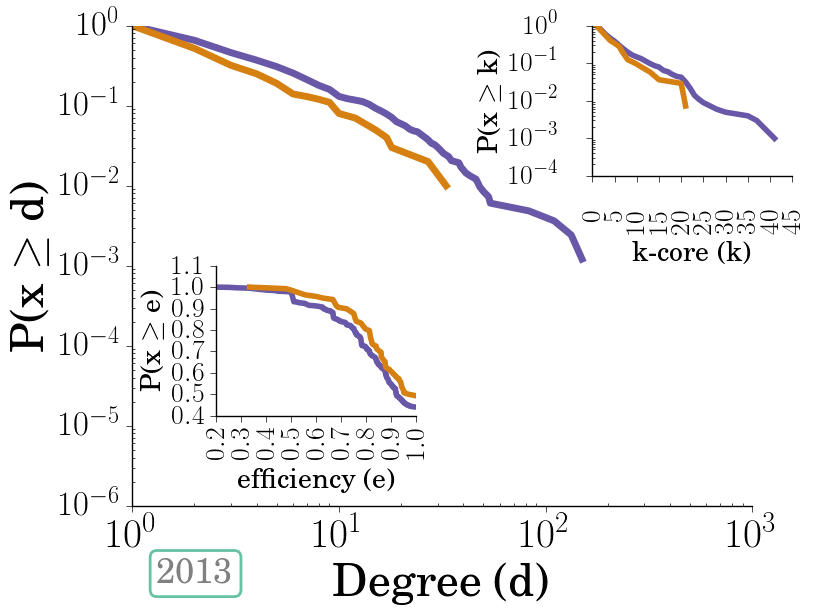 10^0
10^-1
10^-2
10^-3
10^-4
10^-5
10^-6
P(x ≥ d)
10^0 10^1 10^2 10^3
Degree (d)
2013
10^0
10^-1
10^-2
10^-3
10^-4
P(x ≥ k)
0 5 10 15 20 25 30 35 40 45
k-core (k)
1.1
1.0
0.9
0.8
0.7
0.6
0.5
0.4
P(x ≥ e)
0.2 0.3 0.4 0.5 0.6 0.7 0.8 0.9 1.0
efficiency (e)